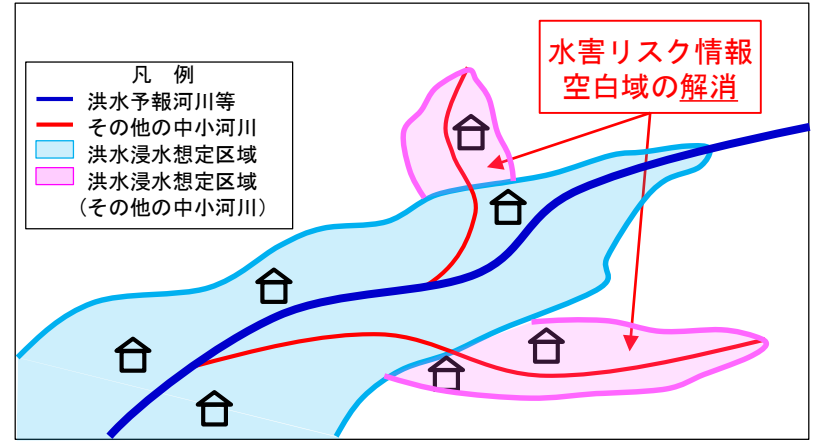 水害リスク情報
空白域の解消
凡　例
洪水予報河川等
その他の中小河川
洪水浸水想定区域
洪水浸水想定区域
（その他の中小河川）